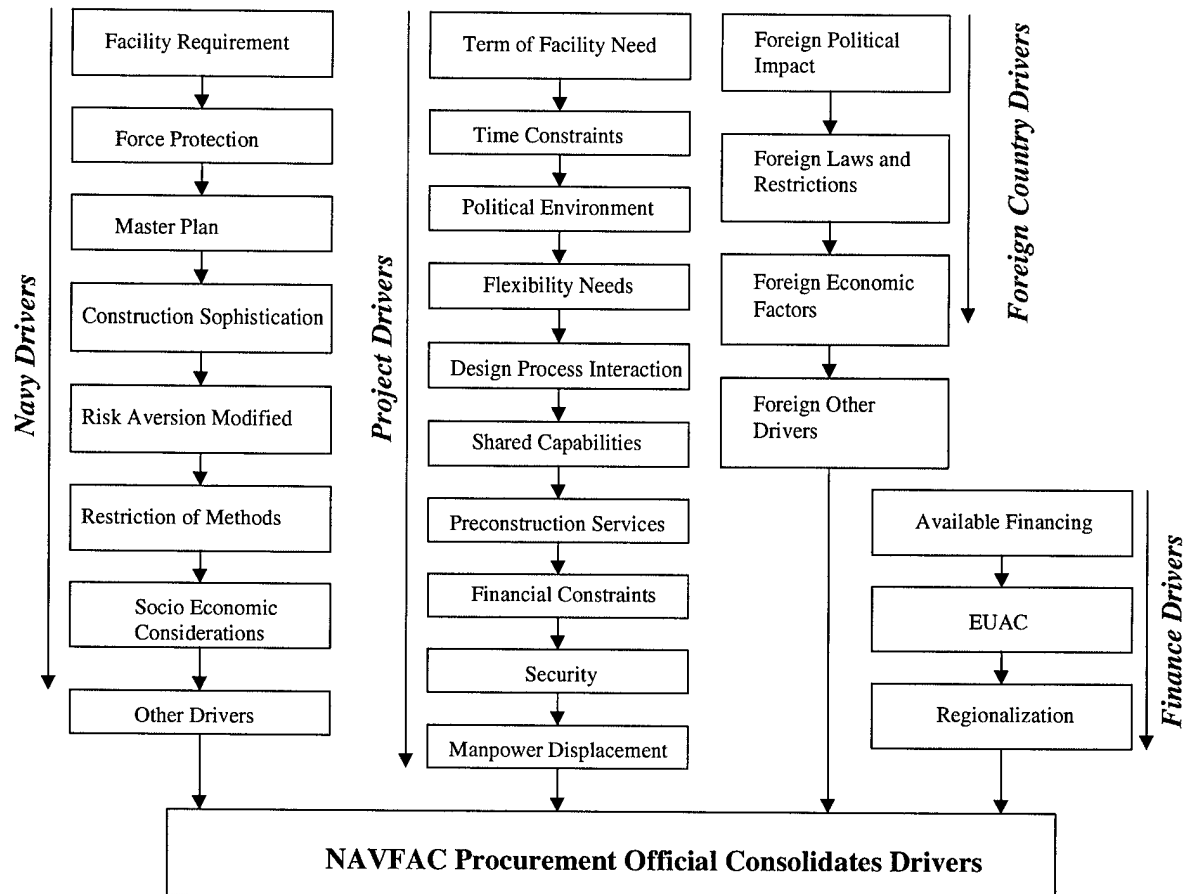 Navy Drivers
Facility Requirement
Force Protection
Master Plan
Construction Sophistication
Risk Aversion Modified
Restriction of Methods
Socio Economic
Considerations
Other Drivers
Project Drivers
Term of Facility Need
Time Constraints
Political Environment
Flexibility Needs
Design Process Interaction
Shared Capabilities
Preconstruction Services
Financial Constraints
Security
Manpower Displacement
Foreign Political
Impact
Foreign Laws and
Restrictions
Foreign Economic
Factors
Foreign Other
Drivers
Foreign Country Drivers
Available Financing
EUAC
Regionalization
Finance Drivers
NAVFAC Procurement Official Consolidates Drivers